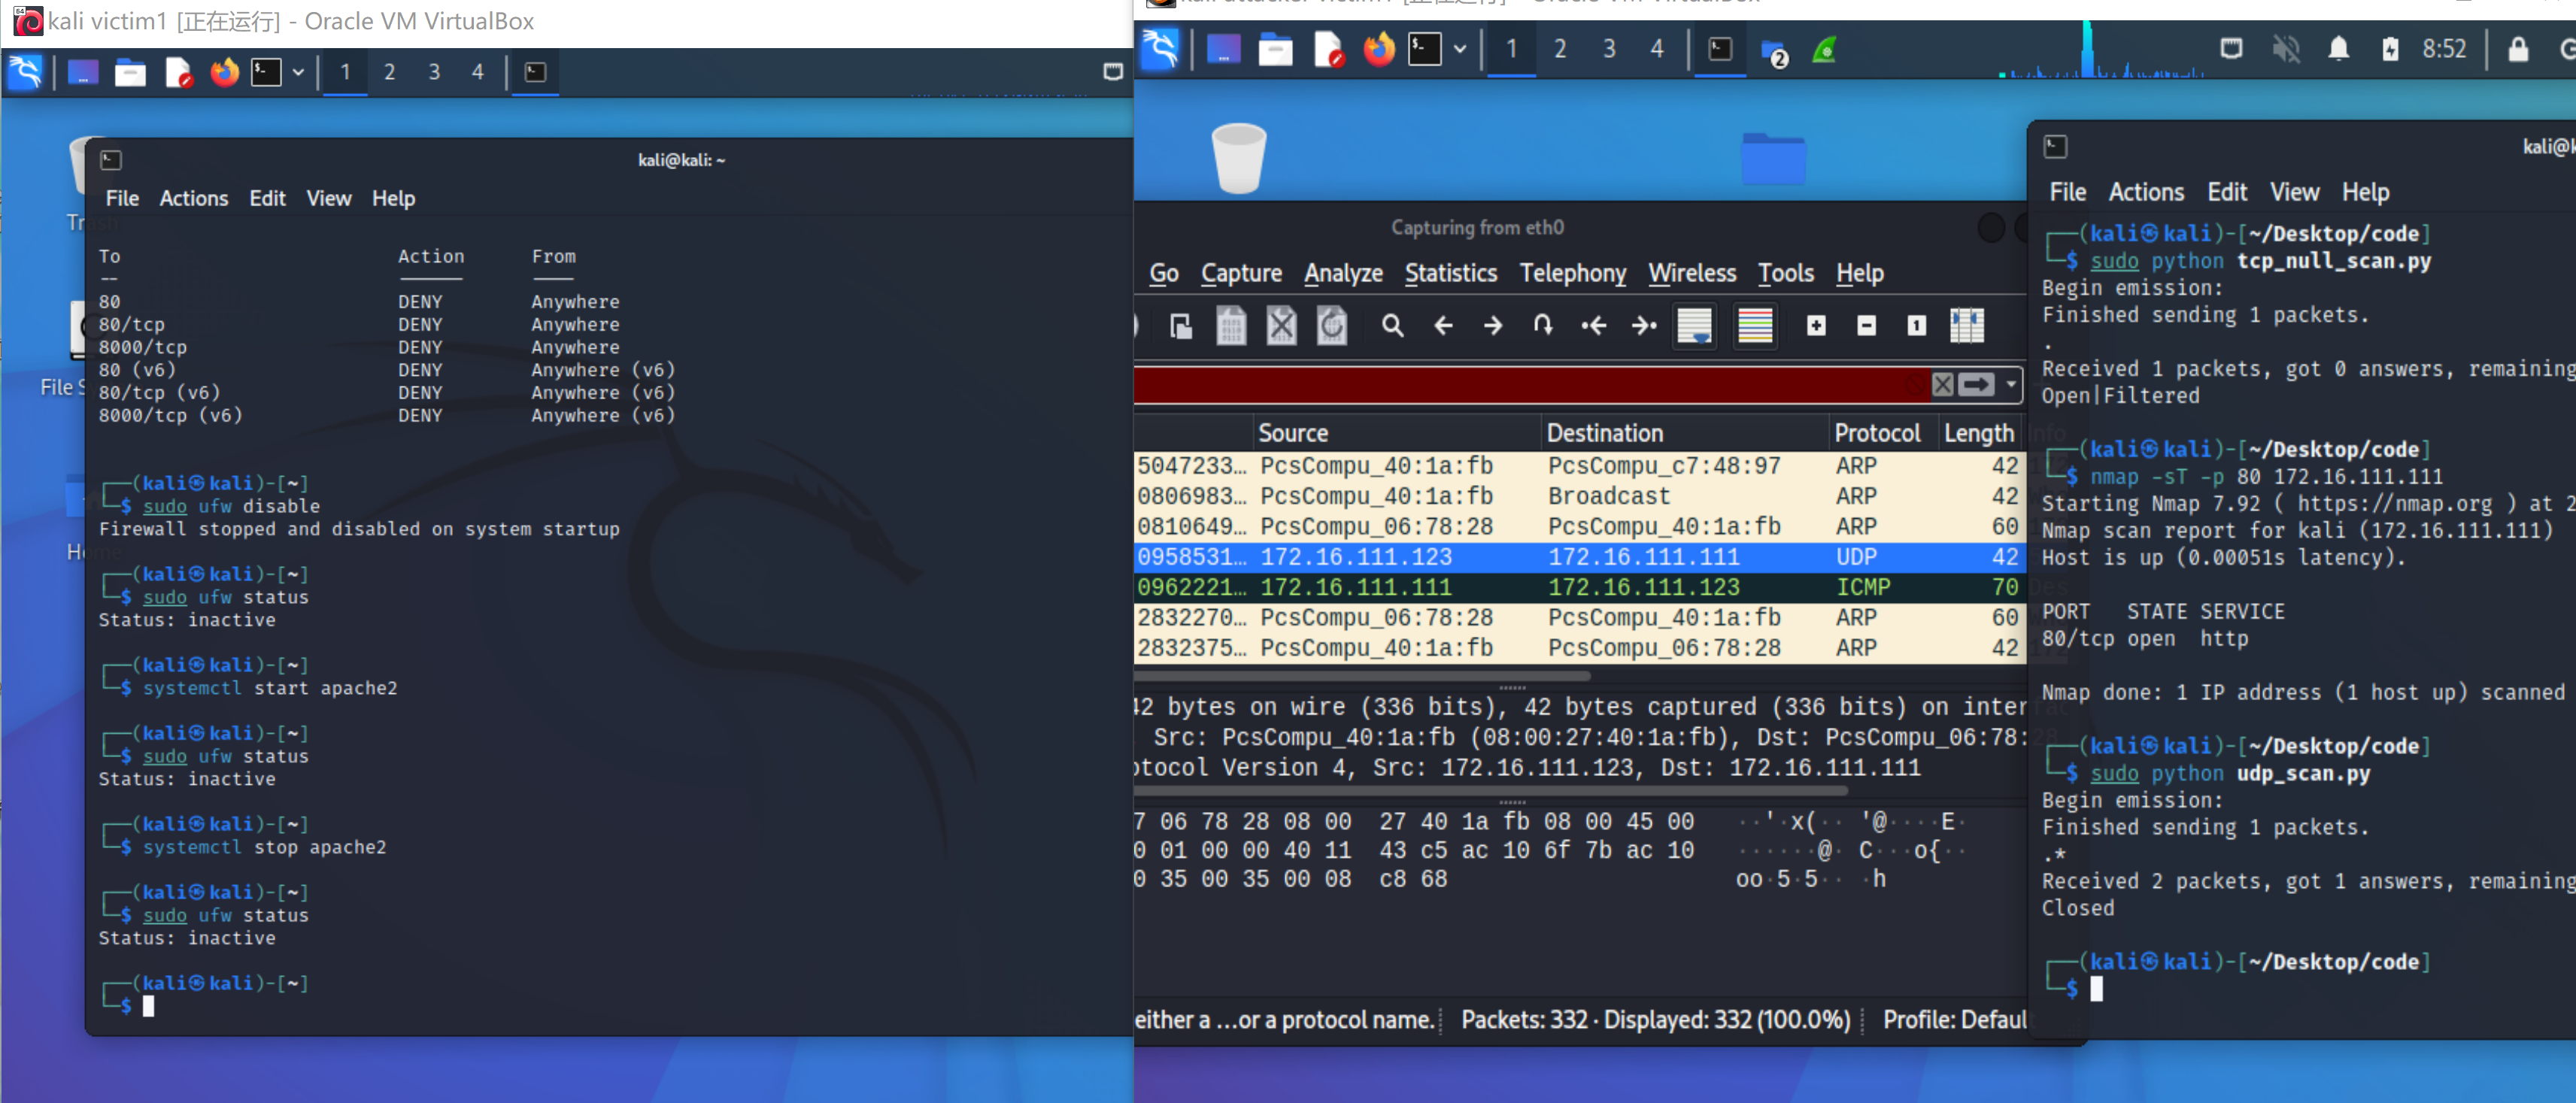 kali victim1 [正在运行] - Oracle VM VirtualBox
1 2 3 4
kali@kali: ~
File Actions Edit View Help
To Action From
-- ------ ----
80 DENY Anywhere
80/tcp DENY Anywhere
8000/tcp DENY Anywhere
80 (v6) DENY Anywhere (v6)
80/tcp (v6) DENY Anywhere (v6)
8000/tcp (v6) DENY Anywhere (v6)
┌──(kali㉿kali)-[~]
└─$ sudo ufw disable
Firewall stopped and disabled on system startup
┌──(kali㉿kali)-[~]
└─$ sudo ufw status
Status: inactive
┌──(kali㉿kali)-[~]
└─$ systemctl start apache2
┌──(kali㉿kali)-[~]
└─$ sudo ufw status
Status: inactive
┌──(kali㉿kali)-[~]
└─$ systemctl stop apache2
┌──(kali㉿kali)-[~]
└─$ sudo ufw status
Status: inactive
┌──(kali㉿kali)-[~]
└─$
kali attacker victim1 [正在运行] - Oracle VM VirtualBox
1 2 3 4 2 8:52
Capturing from eth0
Go Capture Analyze Statistics Telephony Wireless Tools Help
Source Destination Protocol Length Info
5047233… PcsCompu_40:1a:fb PcsCompu_c7:48:97 ARP 42
0806983… PcsCompu_40:1a:fb Broadcast ARP 42
0810649… PcsCompu_06:78:28 PcsCompu_40:1a:fb ARP 60
0958531… 172.16.111.123 172.16.111.111 UDP 42
0962221… 172.16.111.111 172.16.111.123 ICMP 70
2832270… PcsCompu_06:78:28 PcsCompu_40:1a:fb ARP 60
2832375… PcsCompu_40:1a:fb PcsCompu_06:78:28 ARP 42
42 bytes on wire (336 bits), 42 bytes captured (336 bits) on interfac
, Src: PcsCompu_40:1a:fb (08:00:27:40:1a:fb), Dst: PcsCompu_06:78:28
otocol Version 4, Src: 172.16.111.123, Dst: 172.16.111.111
7 06 78 28 08 00 27 40 1a fb 08 00 45 00 ··'·x(·· '@····E·
0 01 00 00 40 11 43 c5 ac 10 6f 7b ac 10 ······@· C···o{··
0 35 00 35 00 08 c8 68 oo·5·5·· ·h
either a …or a protocol name. Packets: 332 · Displayed: 332 (100.0%) Profile: Default
kali@k
File Actions Edit View Help
┌──(kali㉿kali)-[~/Desktop/code]
└─$ sudo python tcp_null_scan.py
Begin emission:
Finished sending 1 packets.
.
Received 1 packets, got 0 answers, remaining
Open|Filtered
┌──(kali㉿kali)-[~/Desktop/code]
└─$ nmap -sT -p 80 172.16.111.111
Starting Nmap 7.92 ( https://nmap.org ) at 2
Nmap scan report for kali (172.16.111.111)
Host is up (0.00051s latency).
PORT STATE SERVICE
80/tcp open http
Nmap done: 1 IP address (1 host up) scanned
┌──(kali㉿kali)-[~/Desktop/code]
└─$ sudo python udp_scan.py
Begin emission:
Finished sending 1 packets.
.*
Received 2 packets, got 1 answers, remaining
Closed
┌──(kali㉿kali)-[~/Desktop/code]
└─$